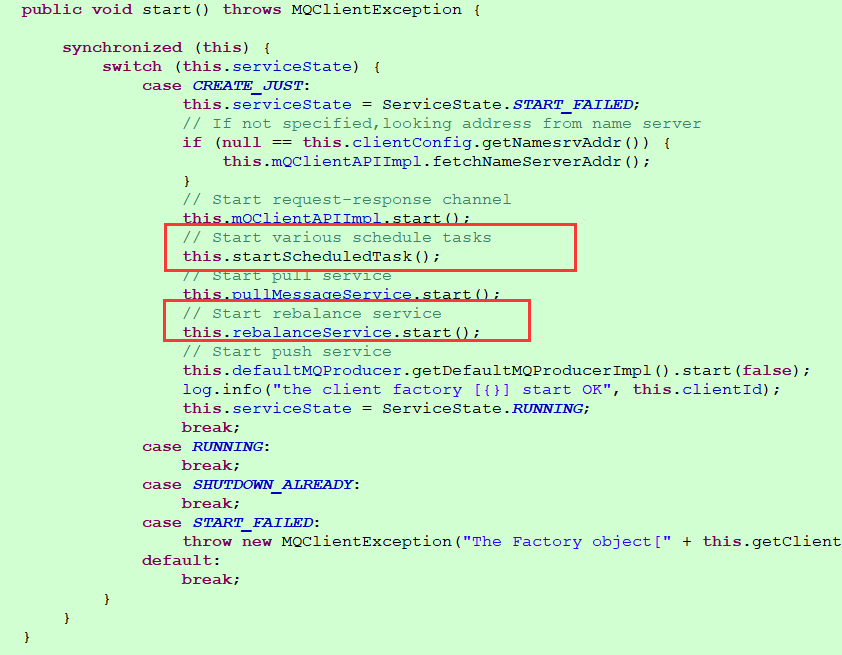 public void start() throws MQClientException {
synchronized (this) {
switch (this.serviceState) {
case CREATE_JUST:
this.serviceState = ServiceState.START_FAILED;
// If not specified,looking address from name server
if (null == this.clientConfig.getNamesrvAddr()) {
this.mQClientAPIImpl.fetchNameServerAddr();
}
// Start request-response channel
this.mQClientAPIImpl.start();
// Start various schedule tasks
this.startScheduledTask();
// Start pull service
this.pullMessageService.start();
// Start rebalance service
this.rebalanceService.start();
// Start push service
this.defaultMQProducer.getDefaultMQProducerImpl().start(false);
log.info("the client factory [{}] start OK", this.clientId);
this.serviceState = ServiceState.RUNNING;
break;
case RUNNING:
break;
case SHUTDOWN_ALREADY:
break;
case START_FAILED:
throw new MQClientException("The Factory object[" + this.getClient
default:
break;
}
}
}